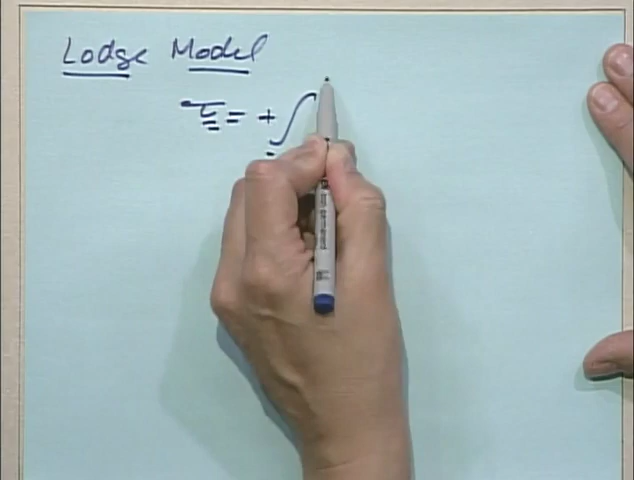 Lodge Model
τ = + ∫